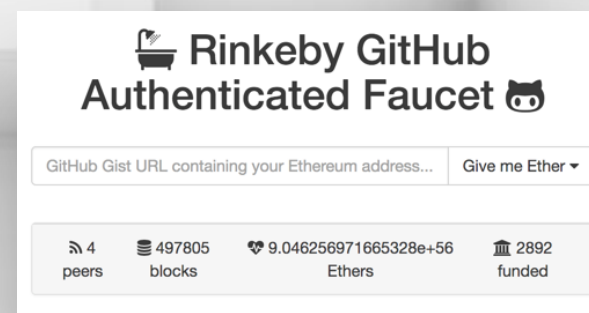 Rinkeby GitHub
Authenticated Faucet
GitHub Gist URL containing your Ethereum address... Give me Ether
4 peers
497805 blocks
9.046256971665328e+56 Ethers
2892 funded